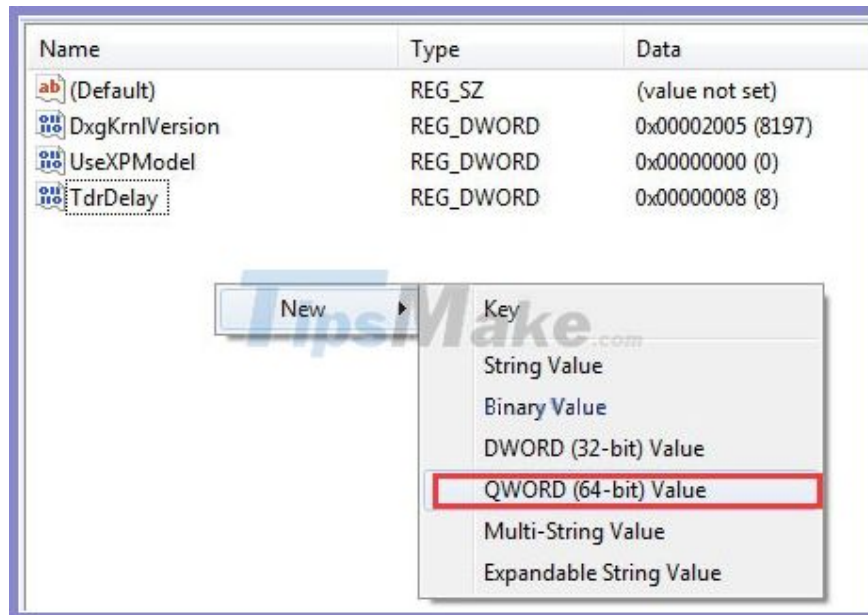 Name Type Data
(Default) REG_SZ (value not set)
DxgKrnlVersion REG_DWORD 0x00002005 (8197)
UseXPModel REG_DWORD 0x00000000 (0)
TdrDelay REG_DWORD 0x00000008 (8)
New
Key
TipsMake.com
String Value
Binary Value
DWORD (32-bit) Value
QWORD (64-bit) Value
Multi-String Value
Expandable String Value